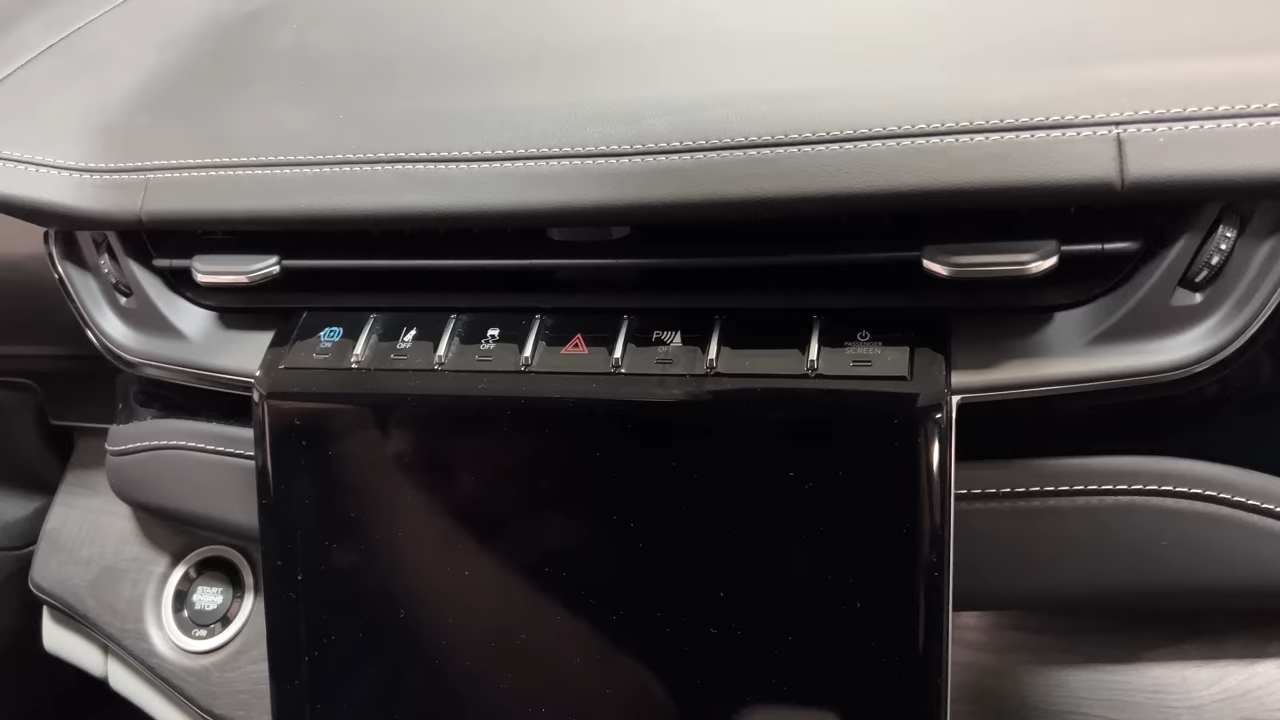 ON
OFF
OFF
P
OFF
PASSENGER
SCREEN
START
ENGINE
STOP